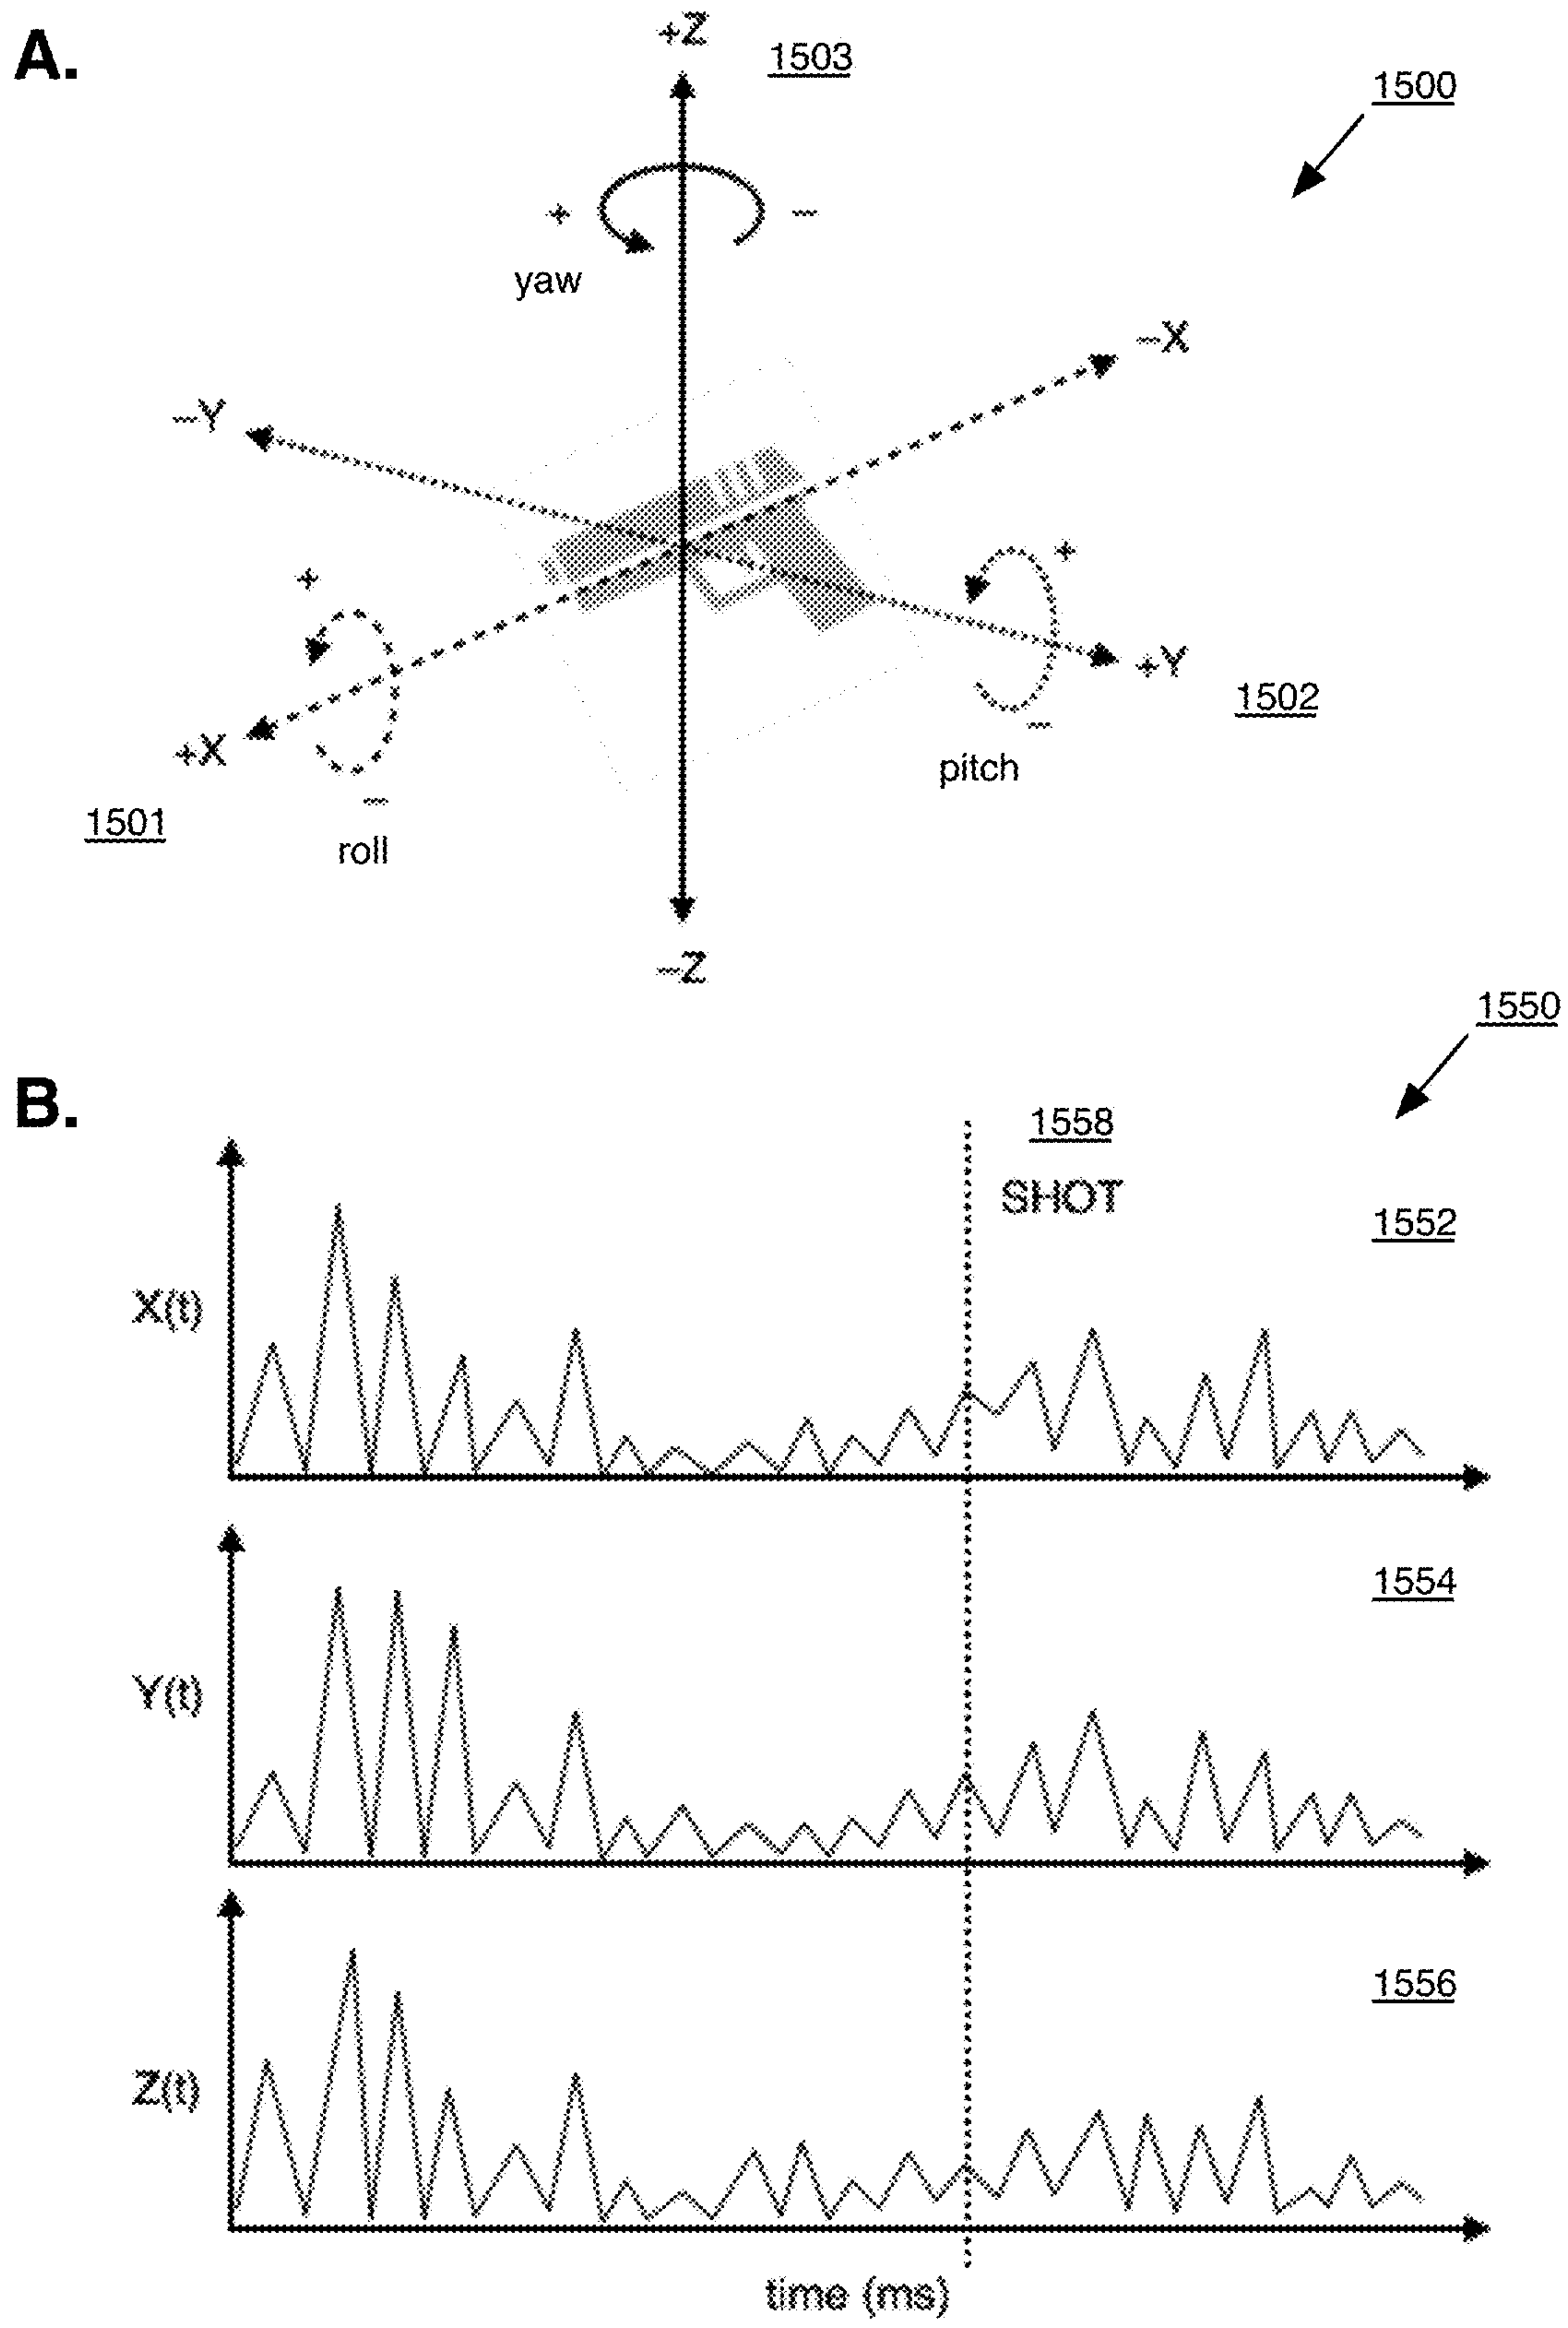 A.
+Z
1503
1500
+
−
yaw
−X
−Y
+
+
+Y
1502
−
pitch
+X
1501
−
roll
−Z
1550
B.
1558
SHOT
1552
X(t)
1554
Y(t)
1556
Z(t)
time (ms)